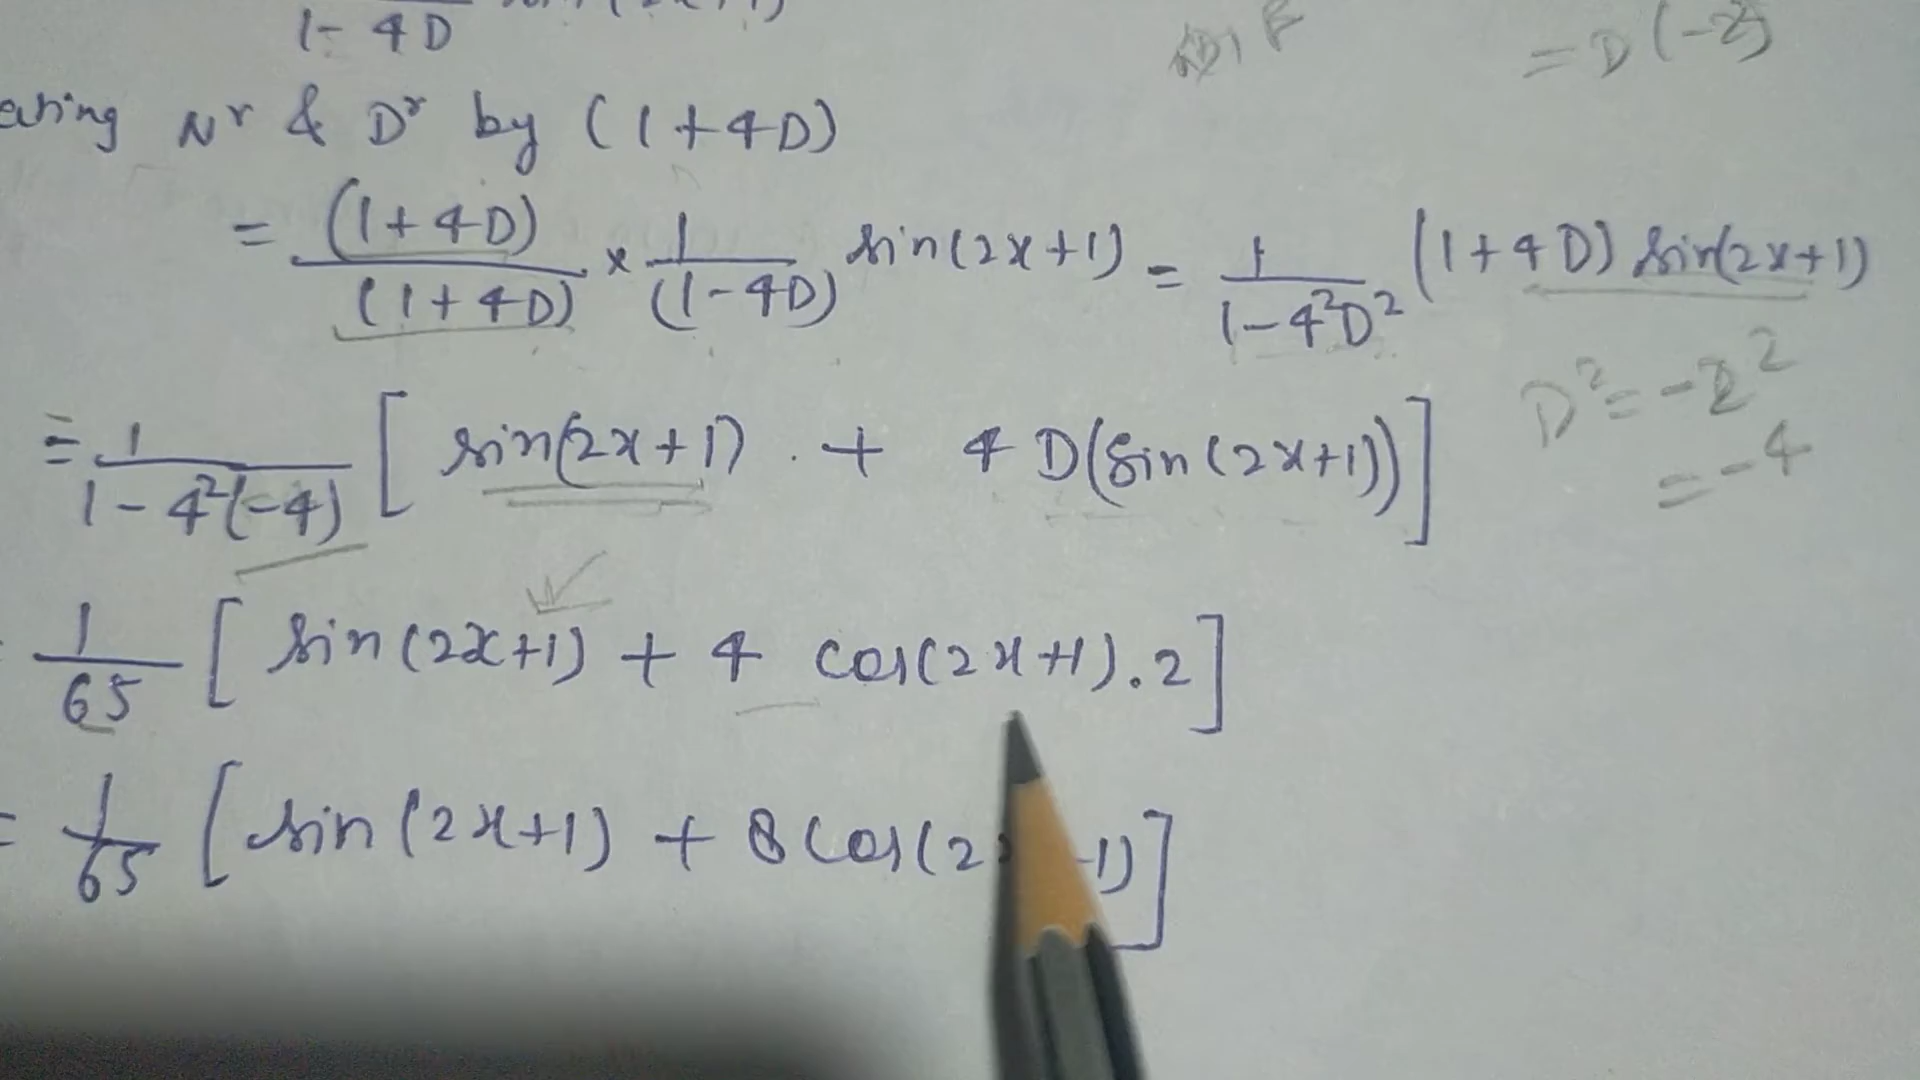 1-4D
= D(-2)
Nʳ & Dʳ by (1+4D)
= (1+4D)/(1+4D) × 1/(1-4D) sin(2x+1) = 1/(1-4²D²) (1+4D) sin(2x+1)
D² = -2²
= 1/(1-4²(-4)) [ sin(2x+1) + 4 D(sin(2x+1)) ]
= -4
1/65 [ sin(2x+1) + 4 cos(2x+1).2 ]
= 1/65 [ sin(2x+1) + 8 cos(2 1) ]